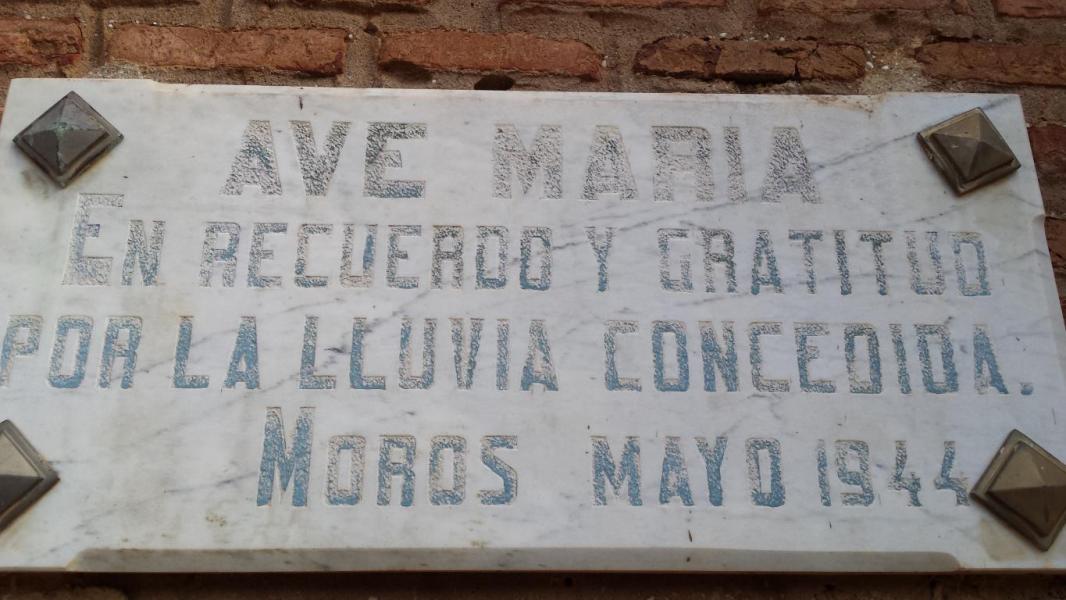 AVE MARIA
EN RECUERDO Y GRATITUD
POR LA LLUVIA CONCEDIDA.
MOROS MAYO 1944